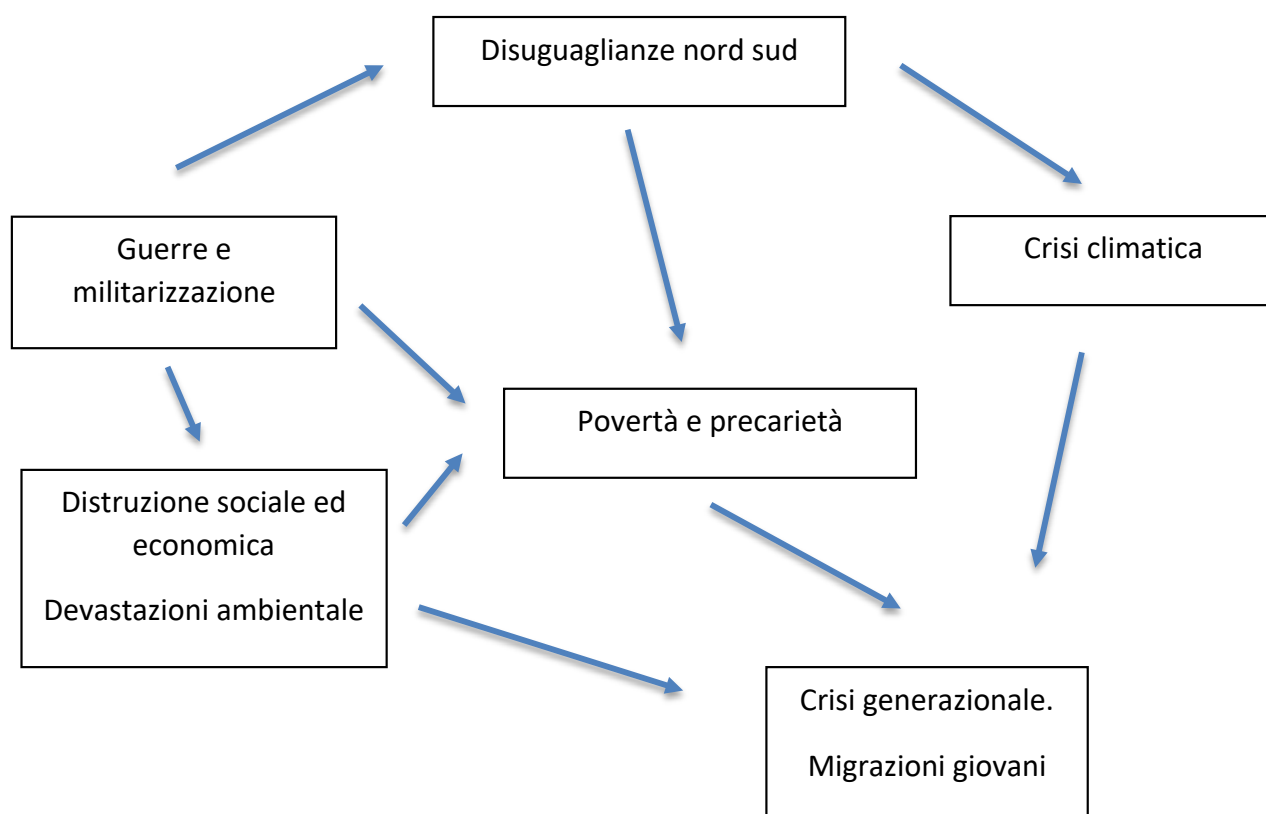 Disuguaglianze nord sud
Guerre e
militarizzazione
Crisi climatica
Povertà e precarietà
Distruzione sociale ed
economica
Devastazioni ambientale
Crisi generazionale.
Migrazioni giovani